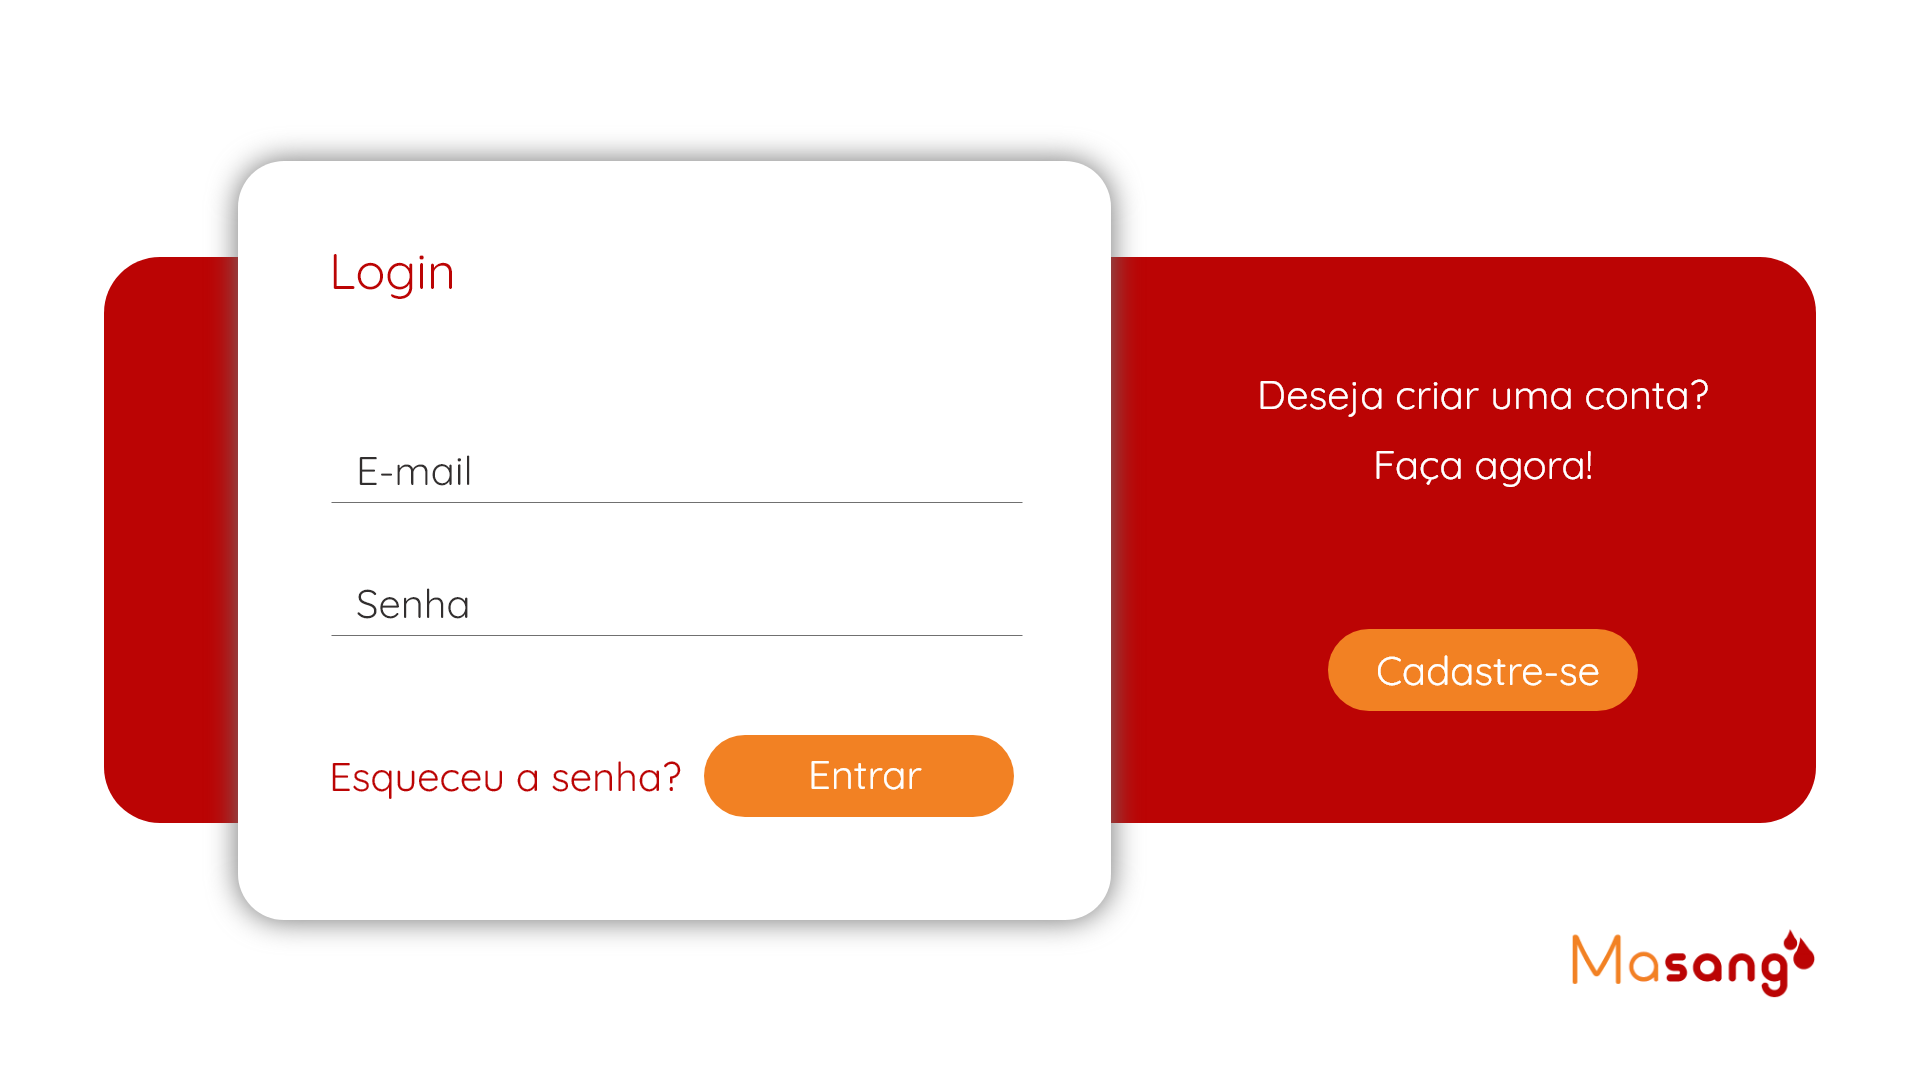 Login
E-mail
Senha
Esqueceu a senha?
Entrar
Deseja criar uma conta?
Faça agora!
Cadastre-se
Masang